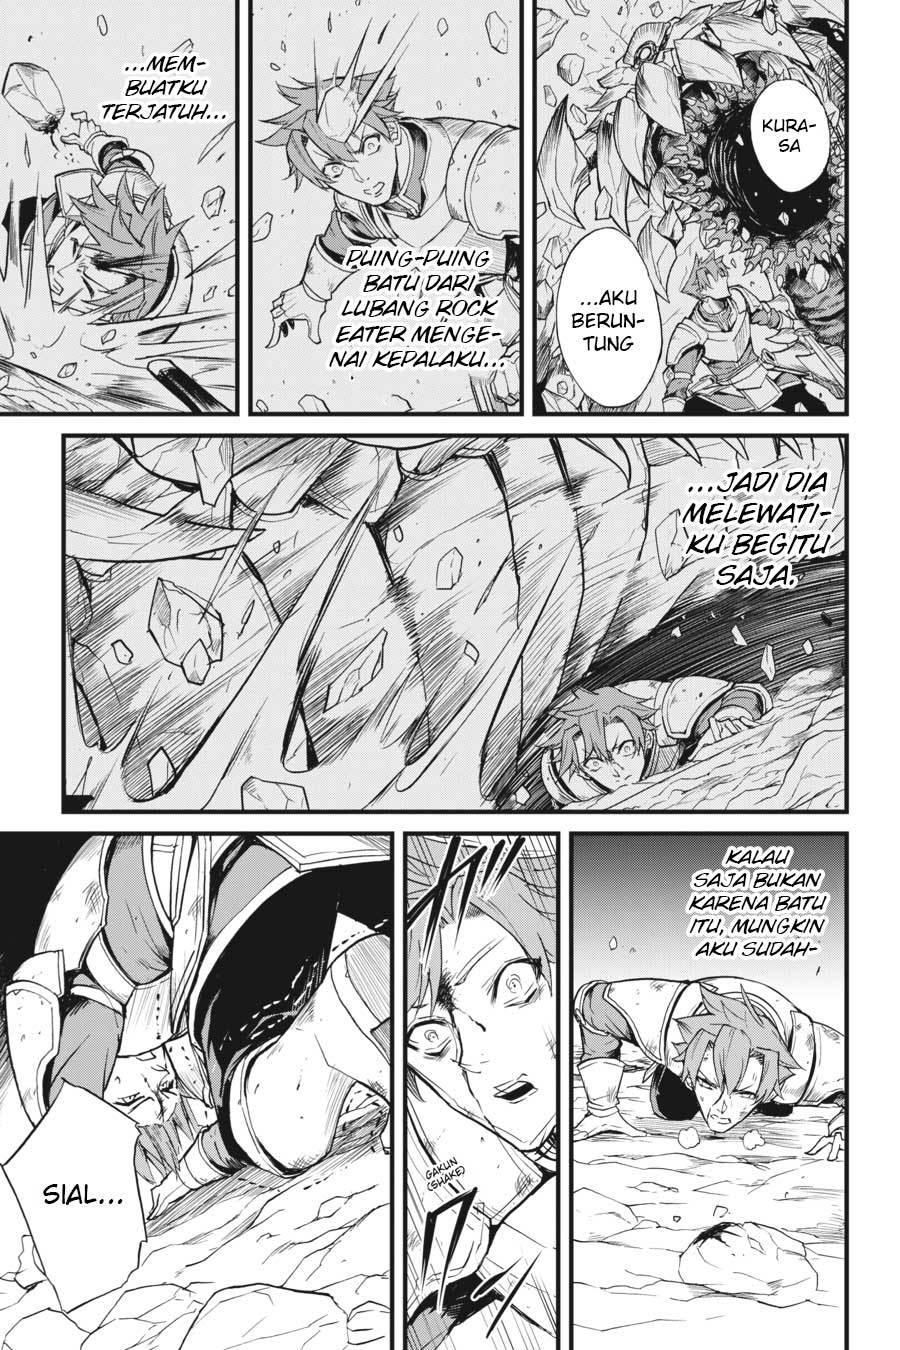 KURA-
SA
...AKU
BERUN-
TUNG
PUING-PUING
BATU DARI
LUBANG ROCK
EATER MENGE-
NAI KEPALAKU...
...MEM-
BUATKU
TERJATUH...
...JADI DIA
MELEWATI-
KU BEGITU
SAJA.
KALAU
SAJA BUKAN
KARENA BATU
ITU, MUNGKIN
AKU SUDAH-
GAKUN
(SHAKE)
SIAL...